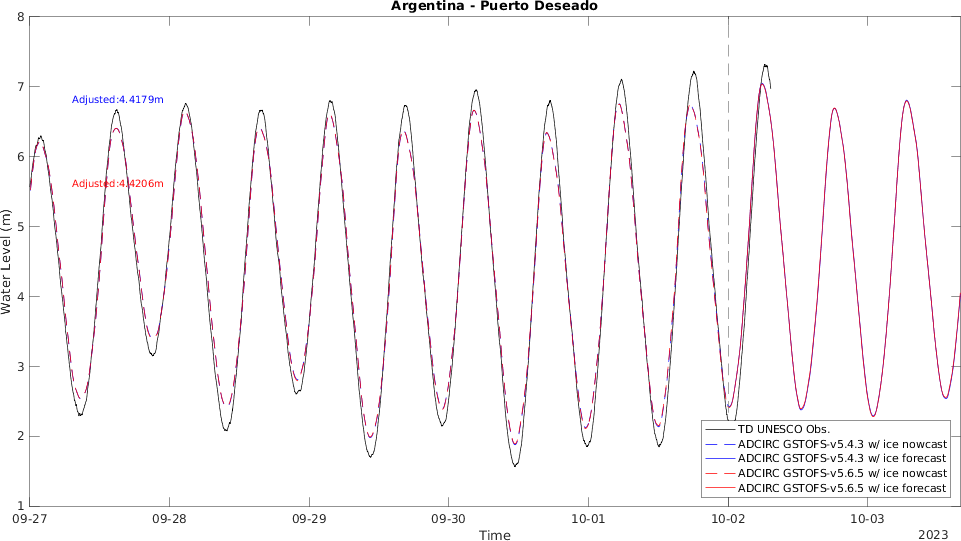 Argentina - Puerto Deseado
8
7
6
5
4
3
2
1
Water Level (m)
Adjusted:4.4179m
Adjusted:4.4206m
TD UNESCO Obs.
ADCIRC GSTOFS-v5.4.3 w/ ice nowcast
ADCIRC GSTOFS-v5.4.3 w/ ice forecast
ADCIRC GSTOFS-v5.6.5 w/ ice nowcast
ADCIRC GSTOFS-v5.6.5 w/ ice forecast
09-27 09-28 09-29 09-30 10-01 10-02 10-03
Time
2023